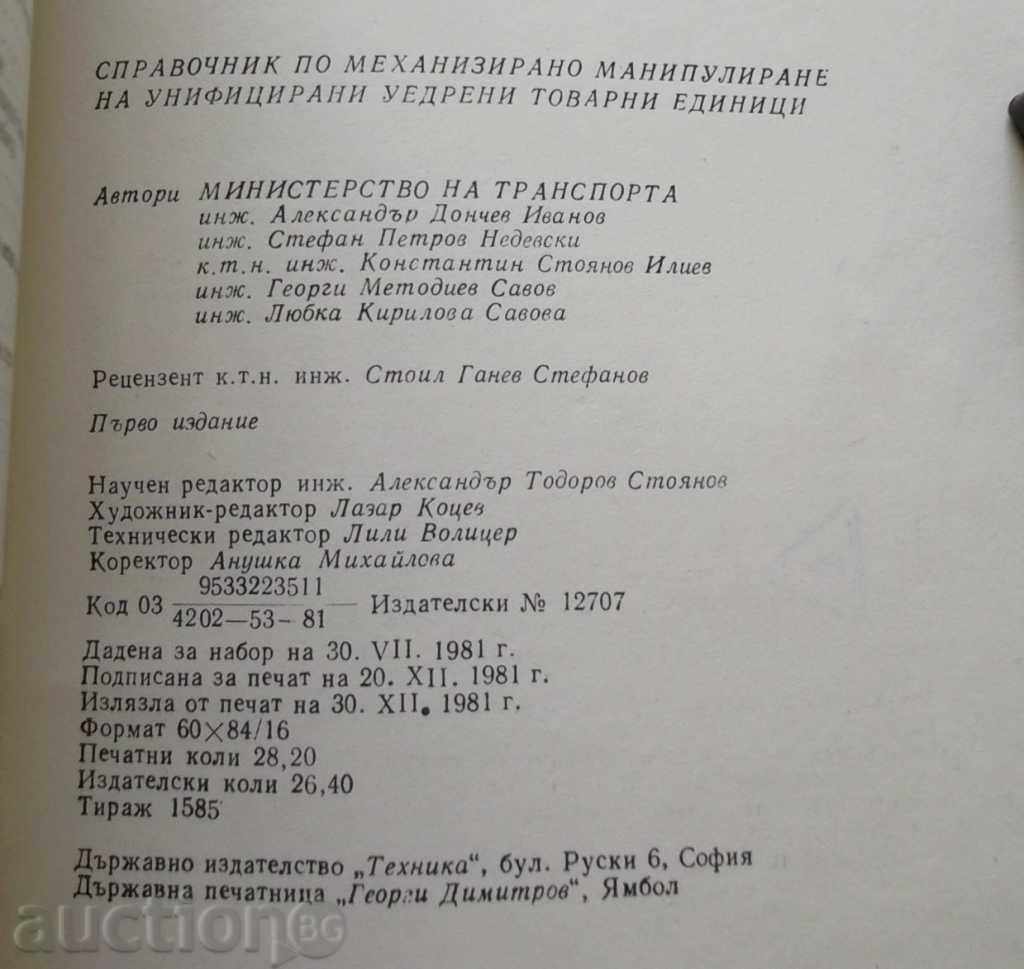 СПРАВОЧНИК ПО МЕХАНИЗИРАНО МАНИПУЛИРАНЕ
НА УНИФИЦИРАНИ УЕДРЕНИ ТОВАРНИ ЕДИНИЦИ
Автори МИНИСТЕРСТВО НА ТРАНСПОРТА
инж. Александър Дончев Иванов
инж. Стефан Петров Недевски
к.т.н. инж. Константин Стоянов Илиев
инж. Георги Методиев Савов
инж. Любка Кирилова Савова
Рецензент к.т.н. инж. Стоил Ганев Стефанов
Първо издание
Научен редактор инж. Александър Тодоров Стоянов
Художник-редактор Лазар Коцев
Технически редактор Лили Волицер
Коректор Анушка Михайлова
Код 03 9533223511 / 4202—53—81 Издателски № 12707
Дадена за набор на 30. VII. 1981 г.
Подписана за печат на 20. XII. 1981 г.
Излязла от печат на 30. XII. 1981 г.
Формат 60×84/16
Печатни коли 28,20
Издателски коли 26,40
Тираж 1585
Държавно издателство „Техника“, бул. Руски 6, София
Държавна печатница „Георги Димитров“, Ямбол
auction BG